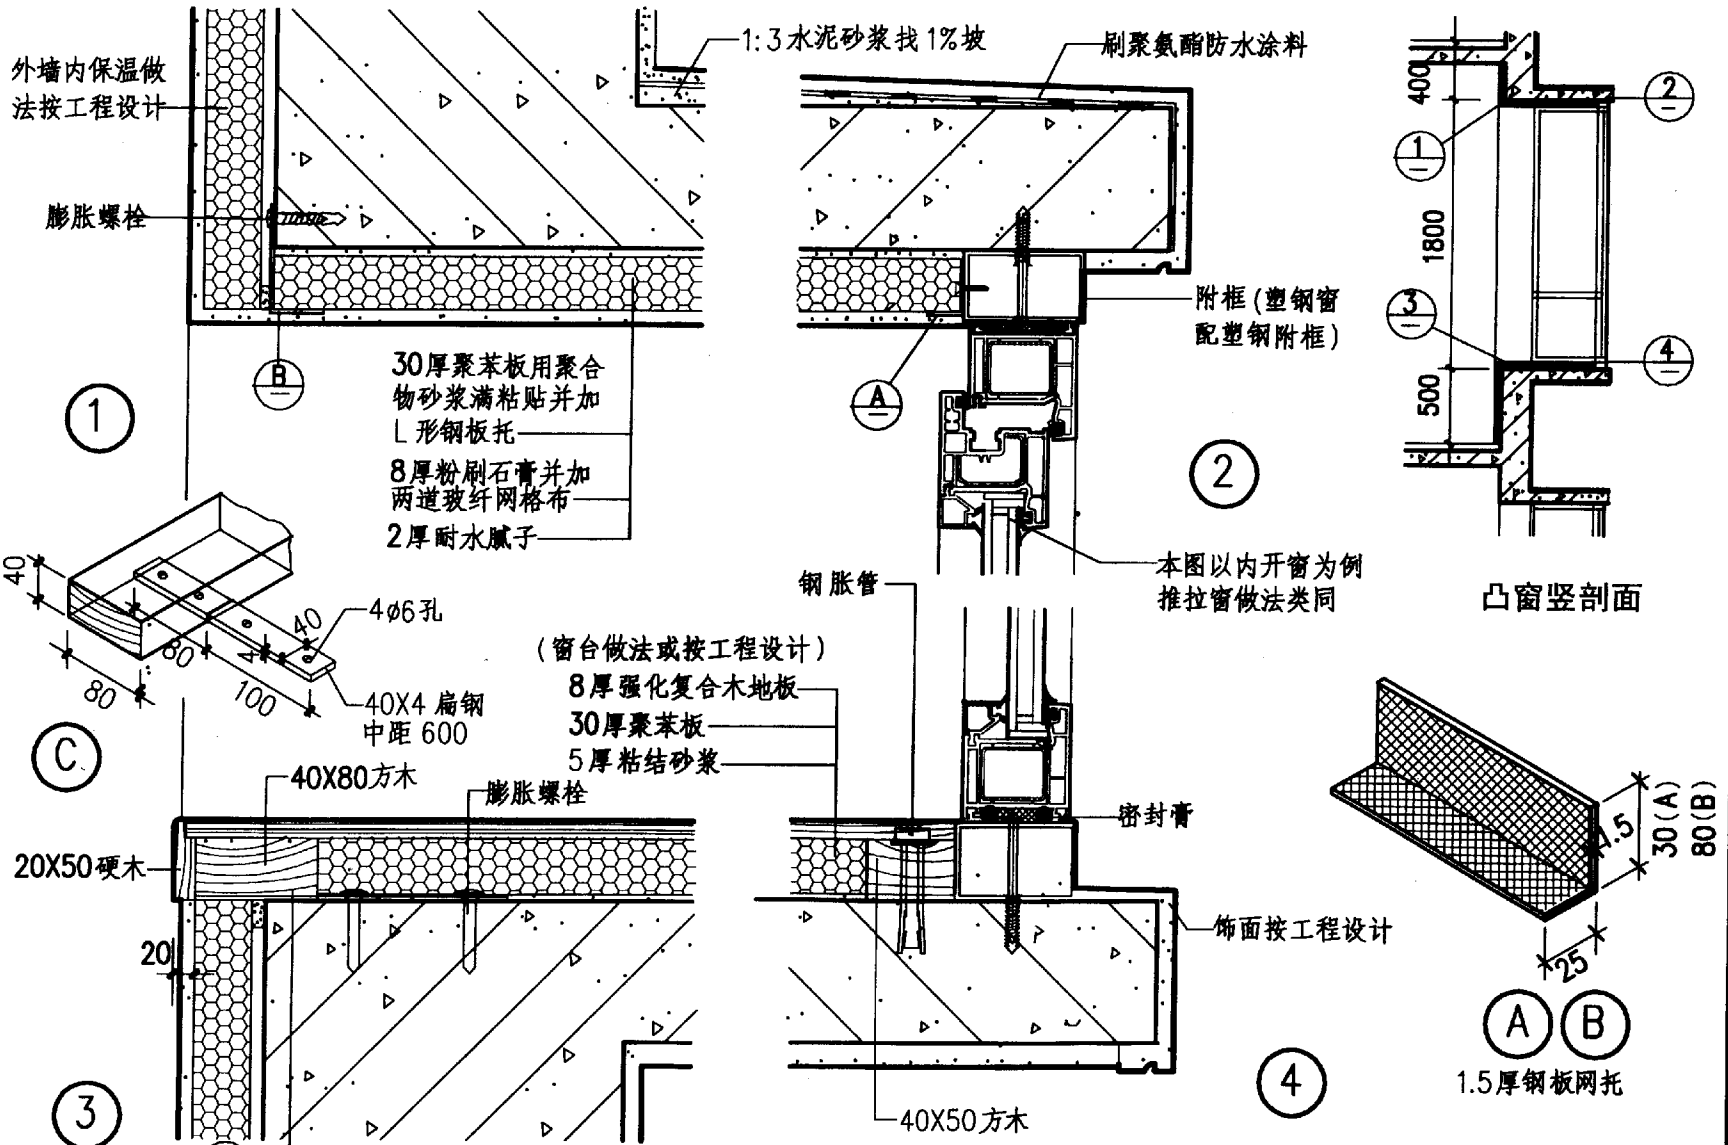 外墙内保温做
法按工程设计
1:3水泥砂浆找1%坡
刷聚氨酯防水涂料
膨胀螺栓
附框(塑钢窗
配塑钢附框)
30厚聚苯板用聚合
物砂浆满粘贴并加
L形钢板托
8厚粉刷石膏并加
两道玻纤网格布
2厚耐水腻子
B
A
1
2
400
1800
500
2
1
3
4
凸窗竖剖面
本图以内开窗为例
推拉窗做法类同
钢胀管
40
80
80
100
4
40
4ø6孔
40X4扁钢
中距600
C
(窗台做法或按工程设计)
8厚强化复合木地板
30厚聚苯板
5厚粘结砂浆
40X80方木
膨胀螺栓
密封膏
20X50硬木
20
饰面按工程设计
40X50方木
3
4
1.5
30(A)
80(B)
25
A
B
1.5厚钢板网托